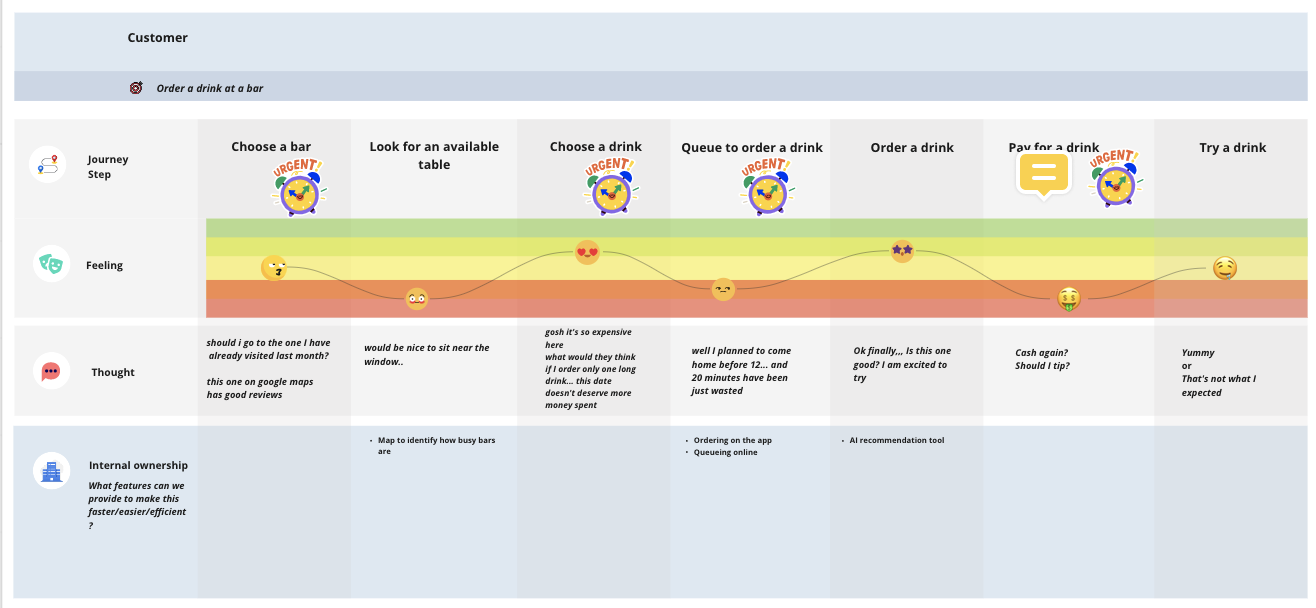 Customer
Order a drink at a bar
Journey
Step
Choose a bar
Look for an available
table
Choose a drink
Queue to order a drink
Order a drink
Pay for a drink
Try a drink
URGENT!
URGENT!
URGENT!
URGENT!
Feeling
Thought
should i go to the one I have
already visited last month?
this one on google maps
has good reviews
would be nice to sit near the
window..
gosh it's so expensive
here
what would they think
if I order only one long
drink... this date
doesn't deserve more
money spent
well I planned to come
home before 12... and
20 minutes have been
just wasted
Ok finally,,, Is this one
good? I am excited to
try
Cash again?
Should I tip?
Yummy
or
That's not what I
expected
Internal ownership
What features can we
provide to make this
faster/easier/efficient
?
• Map to identify how busy bars
are
• Ordering on the app
• Queueing online
• AI recommendation tool